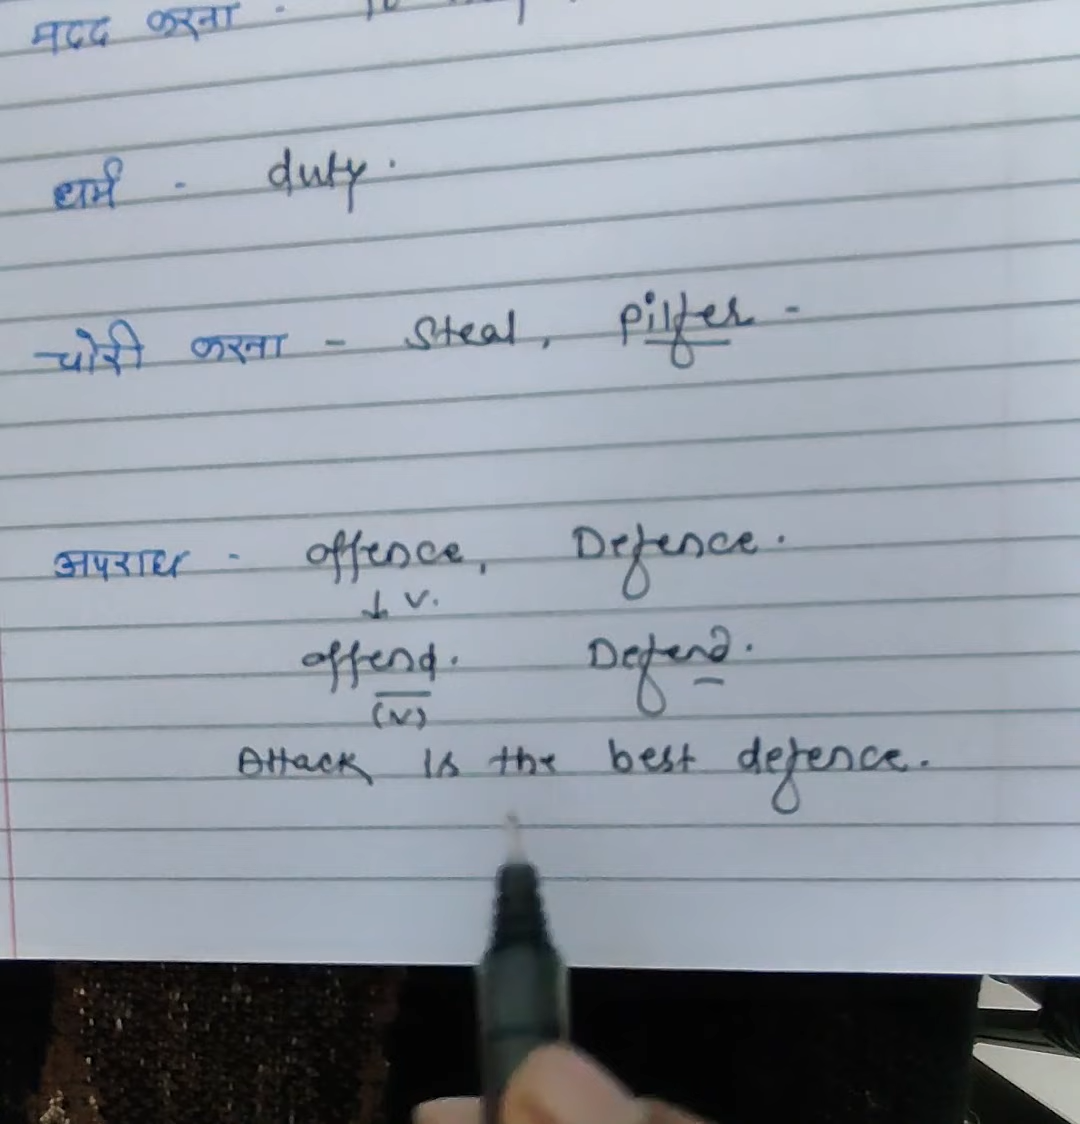 मदद करना -
धर्म - duty.
चोरी करना - Steal, Pilfer -
अपराध - offence, Defence.
↓ v.
offend. Defend.
(v)
Attack is the best defence.